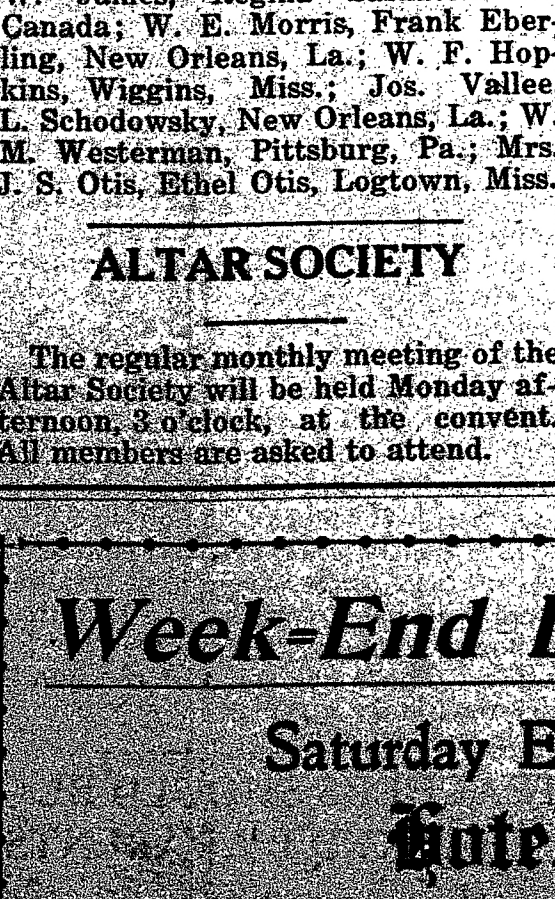 Canada; W. E. Morris, Frank Eber-
ling, New Orleans, La.; W. F. Hop-
kins, Wiggins, Miss.; Jos. Vallee,
L. Schodowsky, New Orleans, La.; W.
M. Westerman, Pittsburg, Pa.; Mrs.
J. S. Otis, Ethel Otis, Logtown, Miss.
ALTAR SOCIETY
The regular monthly meeting of the
Altar Society will be held Monday af-
ternoon, 3 o'clock, at the convent.
All members are asked to attend.
Week-End
Saturday E
Hote